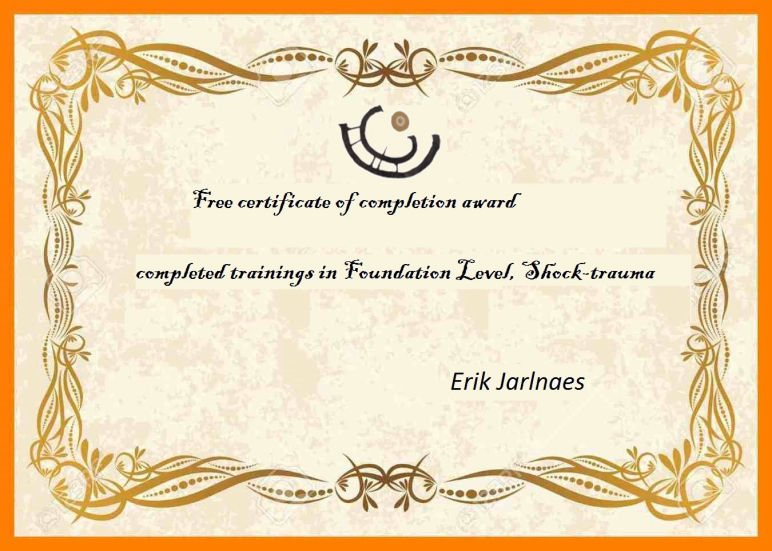 Free certificate of completion award
completed trainings in Foundation Level, Shock-trauma
Erik Jarlnaes